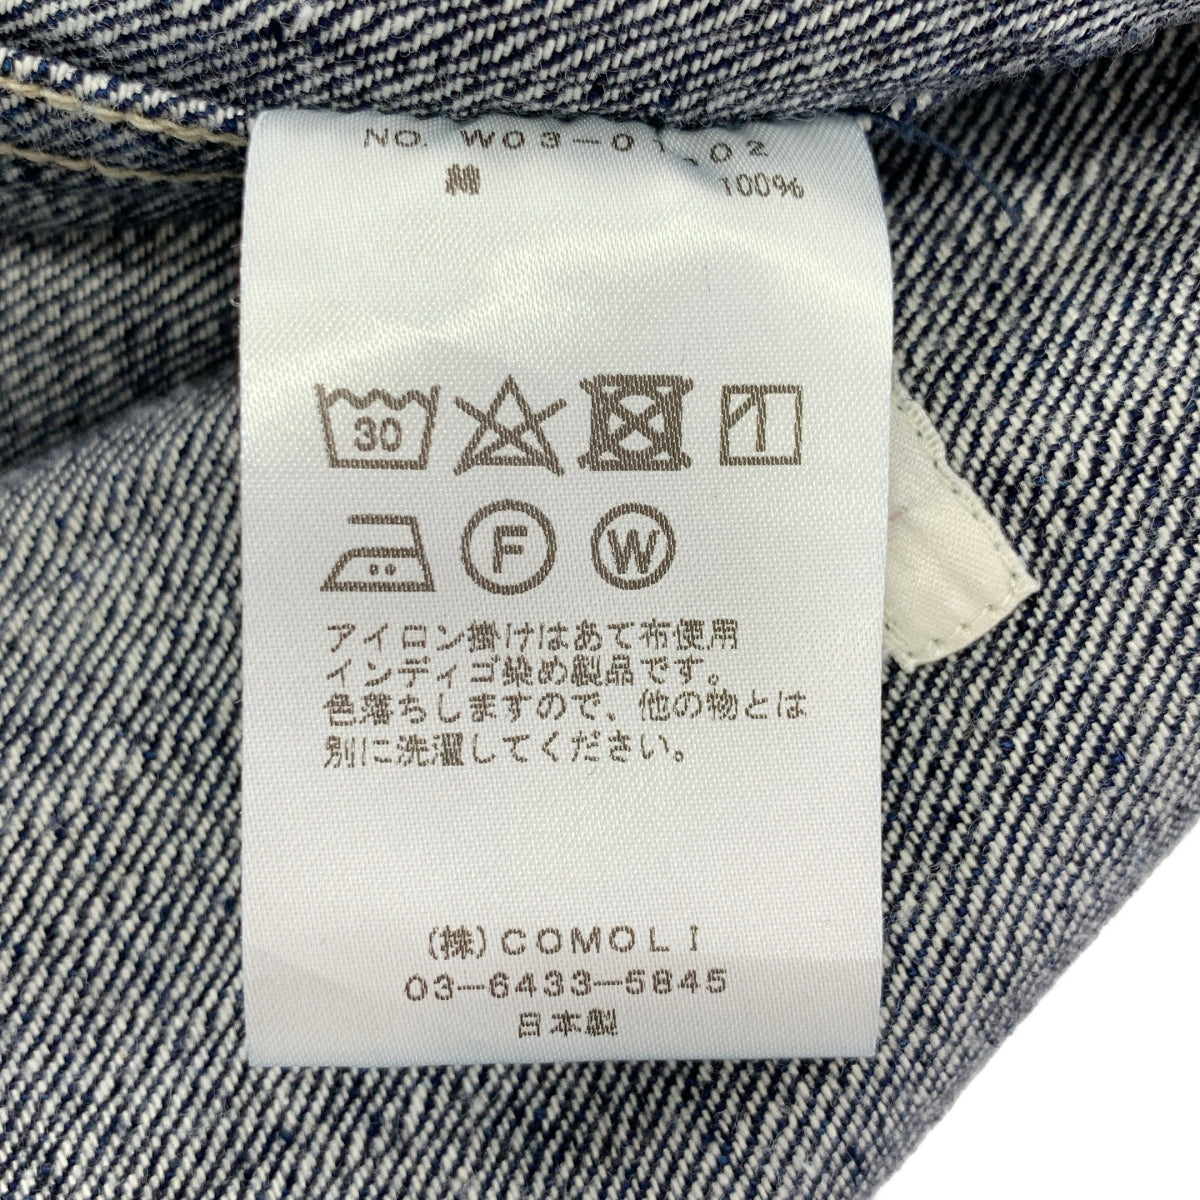 NO. W03-01002
綿 100%
30
F W
アイロン掛けはあて布使用
インディゴ染め製品です。
色落ちしますので、他の物とは
別に洗濯してください。
(株)COMOLI
03-6433-5845
日本製